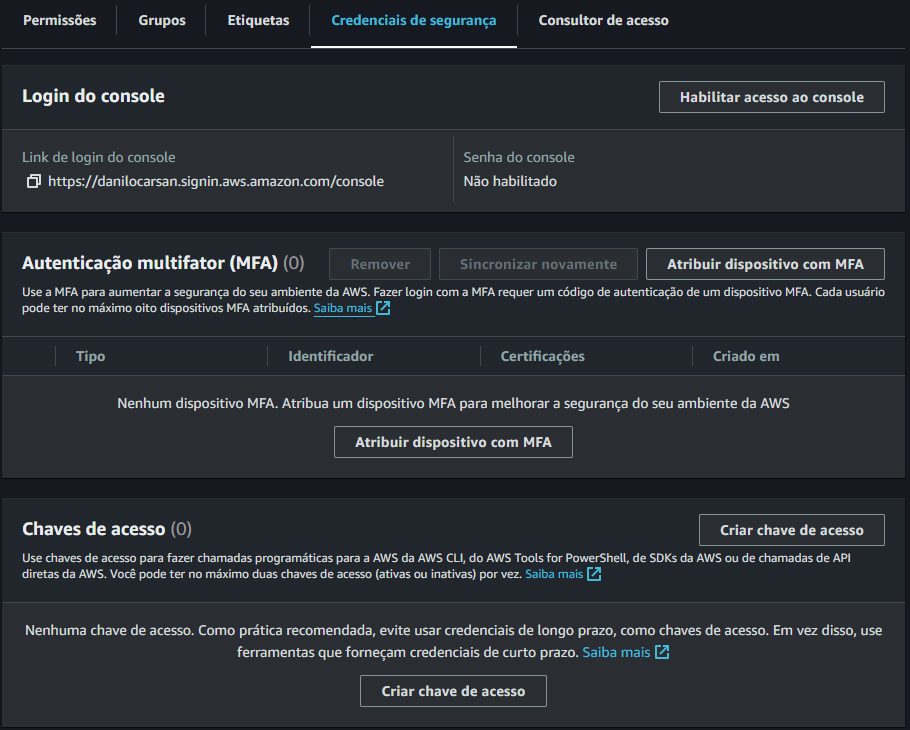 Permissões Grupos Etiquetas Credenciais de segurança Consultor de acesso
Login do console
Habilitar acesso ao console
Link de login do console
https://danilocarsan.signin.aws.amazon.com/console
Senha do console
Não habilitado
Autenticação multifator (MFA) (0)
Remover
Sincronizar novamente
Atribuir dispositivo com MFA
Use a MFA para aumentar a segurança do seu ambiente da AWS. Fazer login com a MFA requer um código de autenticação de um dispositivo MFA. Cada usuário
pode ter no máximo oito dispositivos MFA atribuídos. Saiba mais
Tipo Identificador Certificações Criado em
Nenhum dispositivo MFA. Atribua um dispositivo MFA para melhorar a segurança do seu ambiente da AWS
Atribuir dispositivo com MFA
Chaves de acesso (0)
Criar chave de acesso
Use chaves de acesso para fazer chamadas programáticas para a AWS da AWS CLI, do AWS Tools for PowerShell, de SDKs da AWS ou de chamadas de API
diretas da AWS. Você pode ter no máximo duas chaves de acesso (ativas ou inativas) por vez. Saiba mais
Nenhuma chave de acesso. Como prática recomendada, evite usar credenciais de longo prazo, como chaves de acesso. Em vez disso, use
ferramentas que forneçam credenciais de curto prazo. Saiba mais
Criar chave de acesso